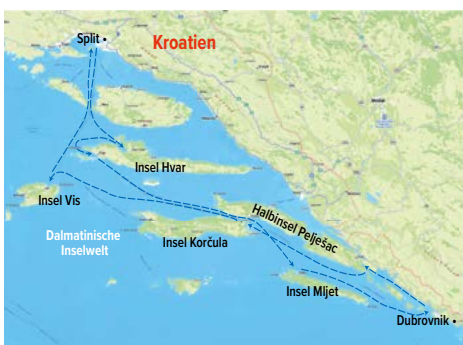 Split
Kroatien
Insel Hvar
Insel Vis
Halbinsel Pelješac
Dalmatinische
Inselwelt
Insel Korčula
Insel Mljet
Dubrovnik